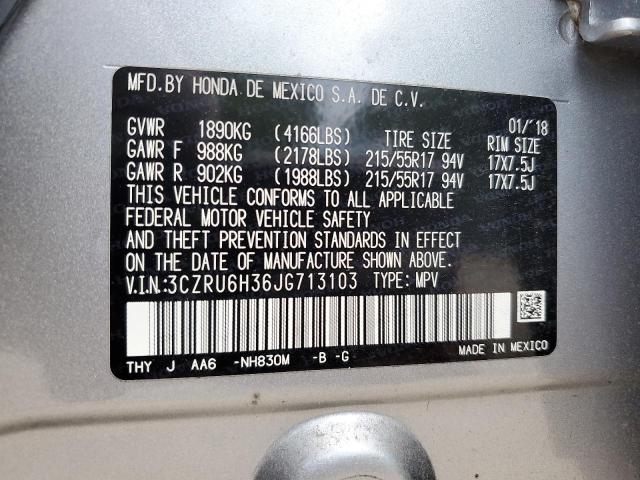 MFD.BY HONDA DE MEXICO S.A. DE C.V.
01/'18
GVWR 1890KG (4166LBS) TIRE SIZE RIM SIZE
GAWR F 988KG (2178LBS) 215/55R17 94V 17X7.5J
GAWR R 902KG (1988LBS) 215/55R17 94V 17X7.5J
THIS VEHICLE CONFORMS TO ALL APPLICABLE
FEDERAL MOTOR VEHICLE SAFETY
AND THEFT PREVENTION STANDARDS IN EFFECT
ON THE DATE OF MANUFACTURE SHOWN ABOVE.
V.I.N:3CZRU6H36JG713103 TYPE: MPV
THY J AA6 -NH830M -B -G MADE IN MEXICO